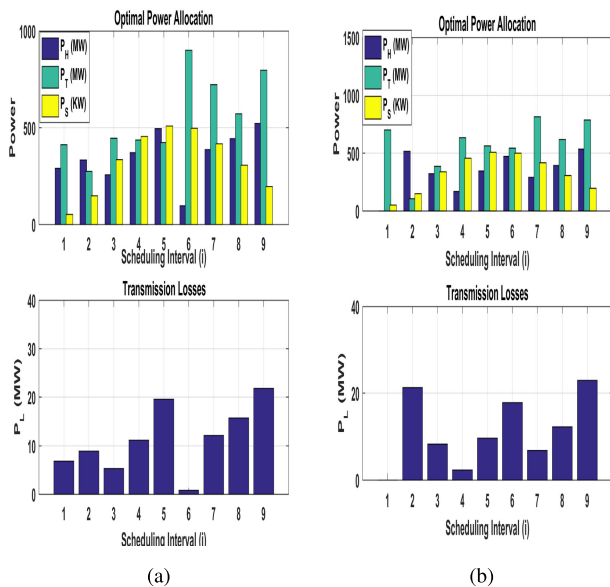 Optimal Power Allocation
1000
500
0
Power
P_H (MW)
P_T (MW)
P_S (KW)
1 2 3 4 5 6 7 8 9
Scheduling Interval (i)
Transmission Losses
40
30
20
10
0
P_L (MW)
1 2 3 4 5 6 7 8 9
Scheduling Interval (i)
(a)
Optimal Power Allocation
1500
1000
500
0
Power
P_H (MW)
P_T (MW)
P_S (KW)
1 2 3 4 5 6 7 8 9
Scheduling Interval (i)
Transmission Losses
40
20
0
P_L (MW)
1 2 3 4 5 6 7 8 9
Scheduling Interval (i)
(b)